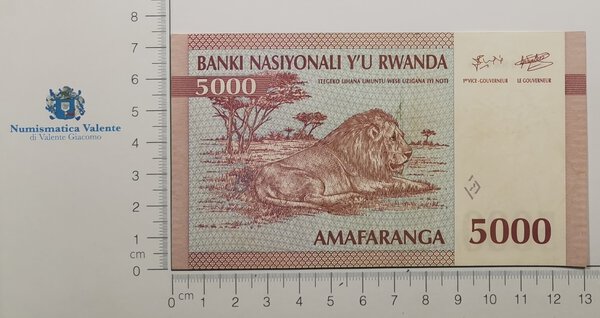 Numismatica Valente
di Valente Giacomo
8
7
6
5
4
3
2
1
0
cm
BANKI NASIYONALI Y'U RWANDA
ITEGEKO LIHANA UMUNTU WESE UZIGANA IYI NOTI
5000
1er VICE-GOUVERNEUR
LE GOUVERNEUR
AMAFARANGA
5000
0 cm 1 2 3 4 5 6 7 8 9 10 11 12 13